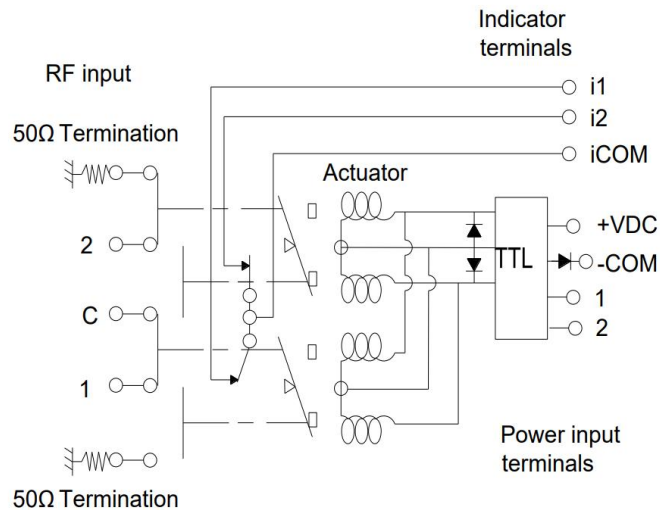 Indicator
terminals
RF input
i1
50Ω Termination
i2
iCOM
Actuator
+VDC
2
TTL
-COM
C
1
2
1
Power input
terminals
50Ω Termination